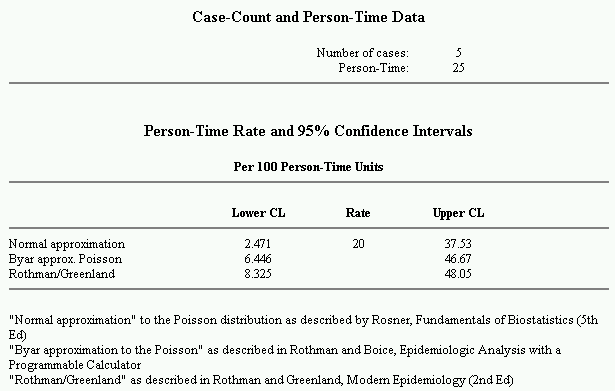 Case-Count and Person-Time Data
Number of cases: 5
Person-Time: 25
Person-Time Rate and 95% Confidence Intervals
Per 100 Person-Time Units
Lower CL Rate Upper CL
Normal approximation 2.471 20 37.53
Byar approx. Poisson 6.446 46.67
Rothman/Greenland 8.325 48.05
"Normal approximation" to the Poisson distribution as described by Rosner, Fundamentals of Biostatistics (5th
Ed)
"Byar approximation to the Poisson" as described in Rothman and Boice, Epidemiologic Analysis with a
Programmable Calculator
"Rothman/Greenland" as described in Rothman and Greenland, Modern Epidemiology (2nd Ed)